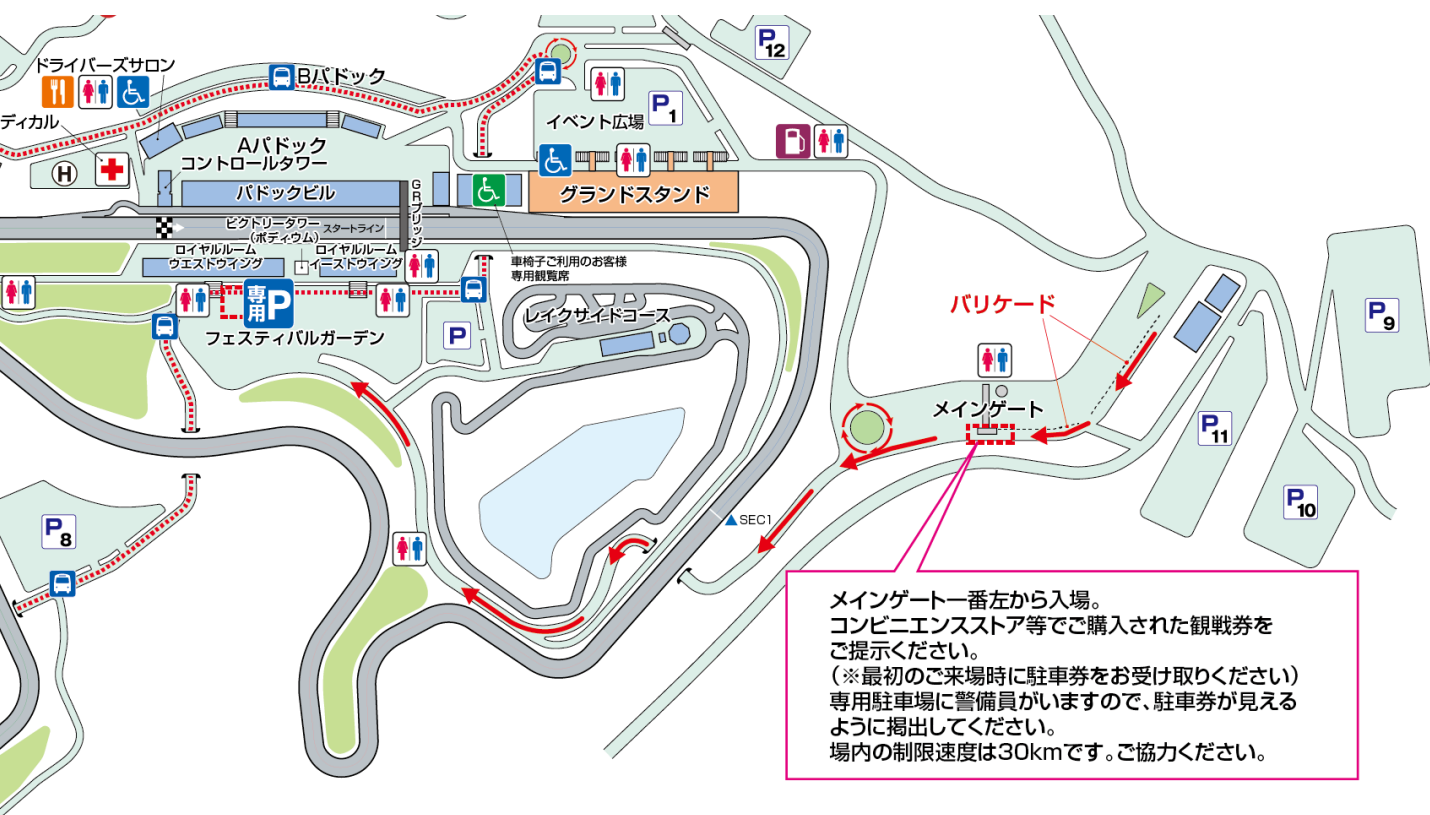 P12
ドライバーズサロン
Bパドック
P1
イベント広場
ディカル
Aパドック
コントロールタワー
H
パドックビル
GRブリッジ
グランドスタンド
ビクトリータワー
(ポディウム)
スタートライン
ロイヤルルーム
ウエストウイング
ロイヤルルーム
イーストウイング
車椅子ご利用のお客様
専用観覧席
専用P
フェスティバルガーデン
P
レイクサイドコース
バリケード
P9
メインゲート
P11
P10
SEC1
P8
メインゲート一番左から入場。
コンビニエンスストア等でご購入された観戦券を
ご提示ください。
(※最初のご来場時に駐車券をお受け取りください)
専用駐車場に警備員がいますので、駐車券が見える
ように掲出してください。
場内の制限速度は30kmです。ご協力ください。